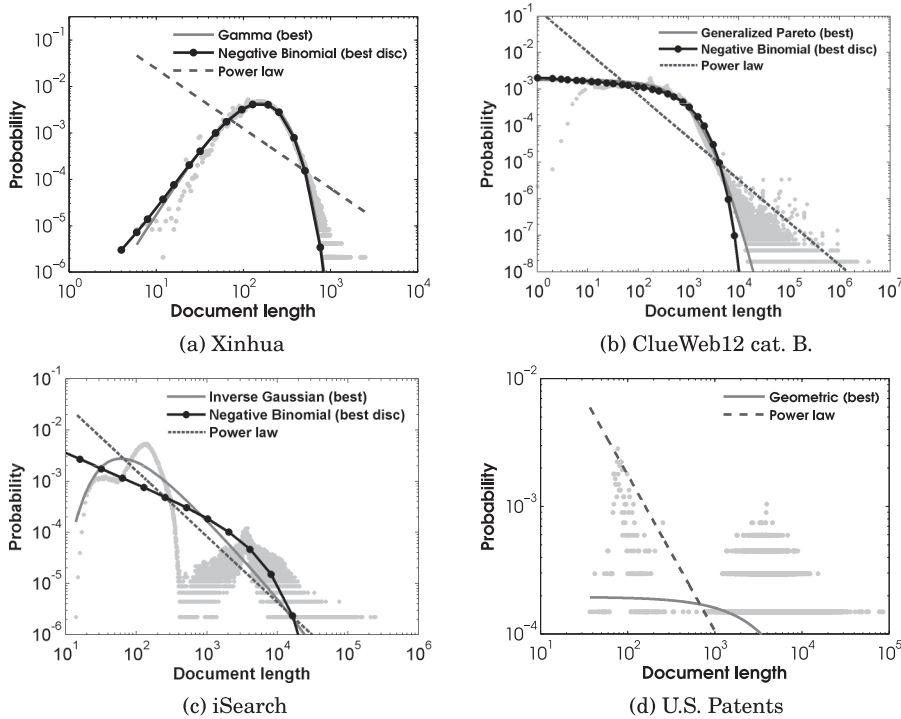 10^-1
10^-2
10^-3
10^-4
10^-5
10^-6
Probability
Gamma (best)
Negative Binomial (best disc)
Power law
10^0 10^1 10^2 10^3 10^4
Document length
(a) Xinhua
10^-1
10^-2
10^-3
10^-4
10^-5
10^-6
10^-7
10^-8
Probability
Generalized Pareto (best)
Negative Binomial (best disc)
Power law
10^0 10^1 10^2 10^3 10^4 10^5 10^6 10^7
Document length
(b) ClueWeb12 cat. B.
10^-1
10^-2
10^-3
10^-4
10^-5
10^-6
Probability
Inverse Gaussian (best)
Negative Binomial (best disc)
Power law
10^1 10^2 10^3 10^4 10^5 10^6
Document length
(c) iSearch
10^-2
10^-3
10^-4
Probability
Geometric (best)
Power law
10^1 10^2 10^3 10^4 10^5
Document length
(d) U.S. Patents